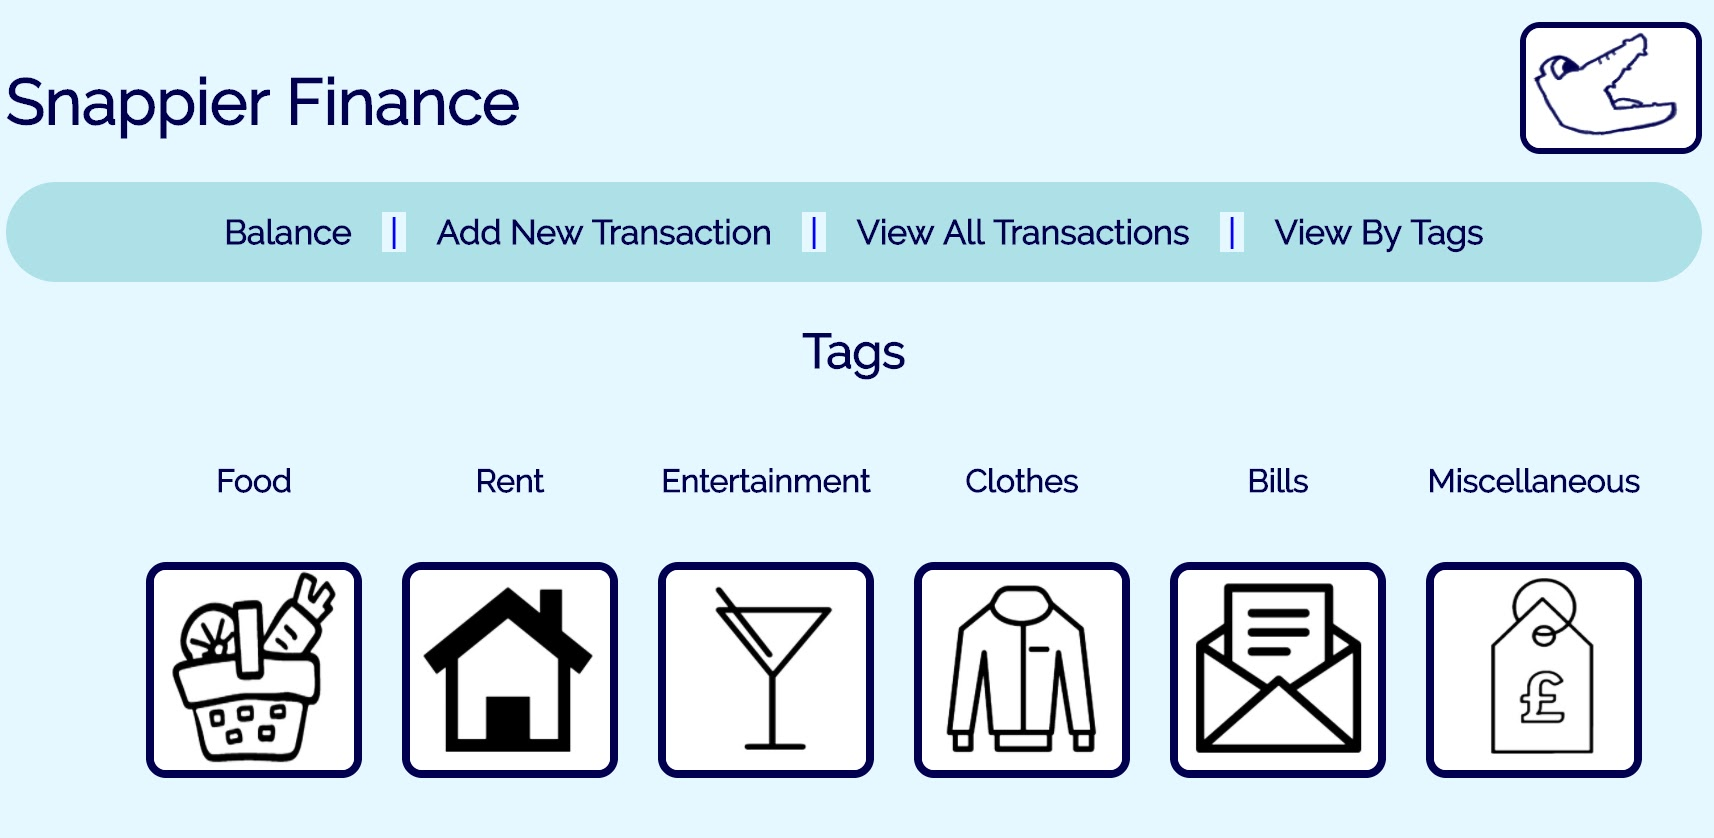 Snappier Finance
Balance | Add New Transaction | View All Transactions | View By Tags
Tags
Food Rent Entertainment Clothes Bills Miscellaneous
£